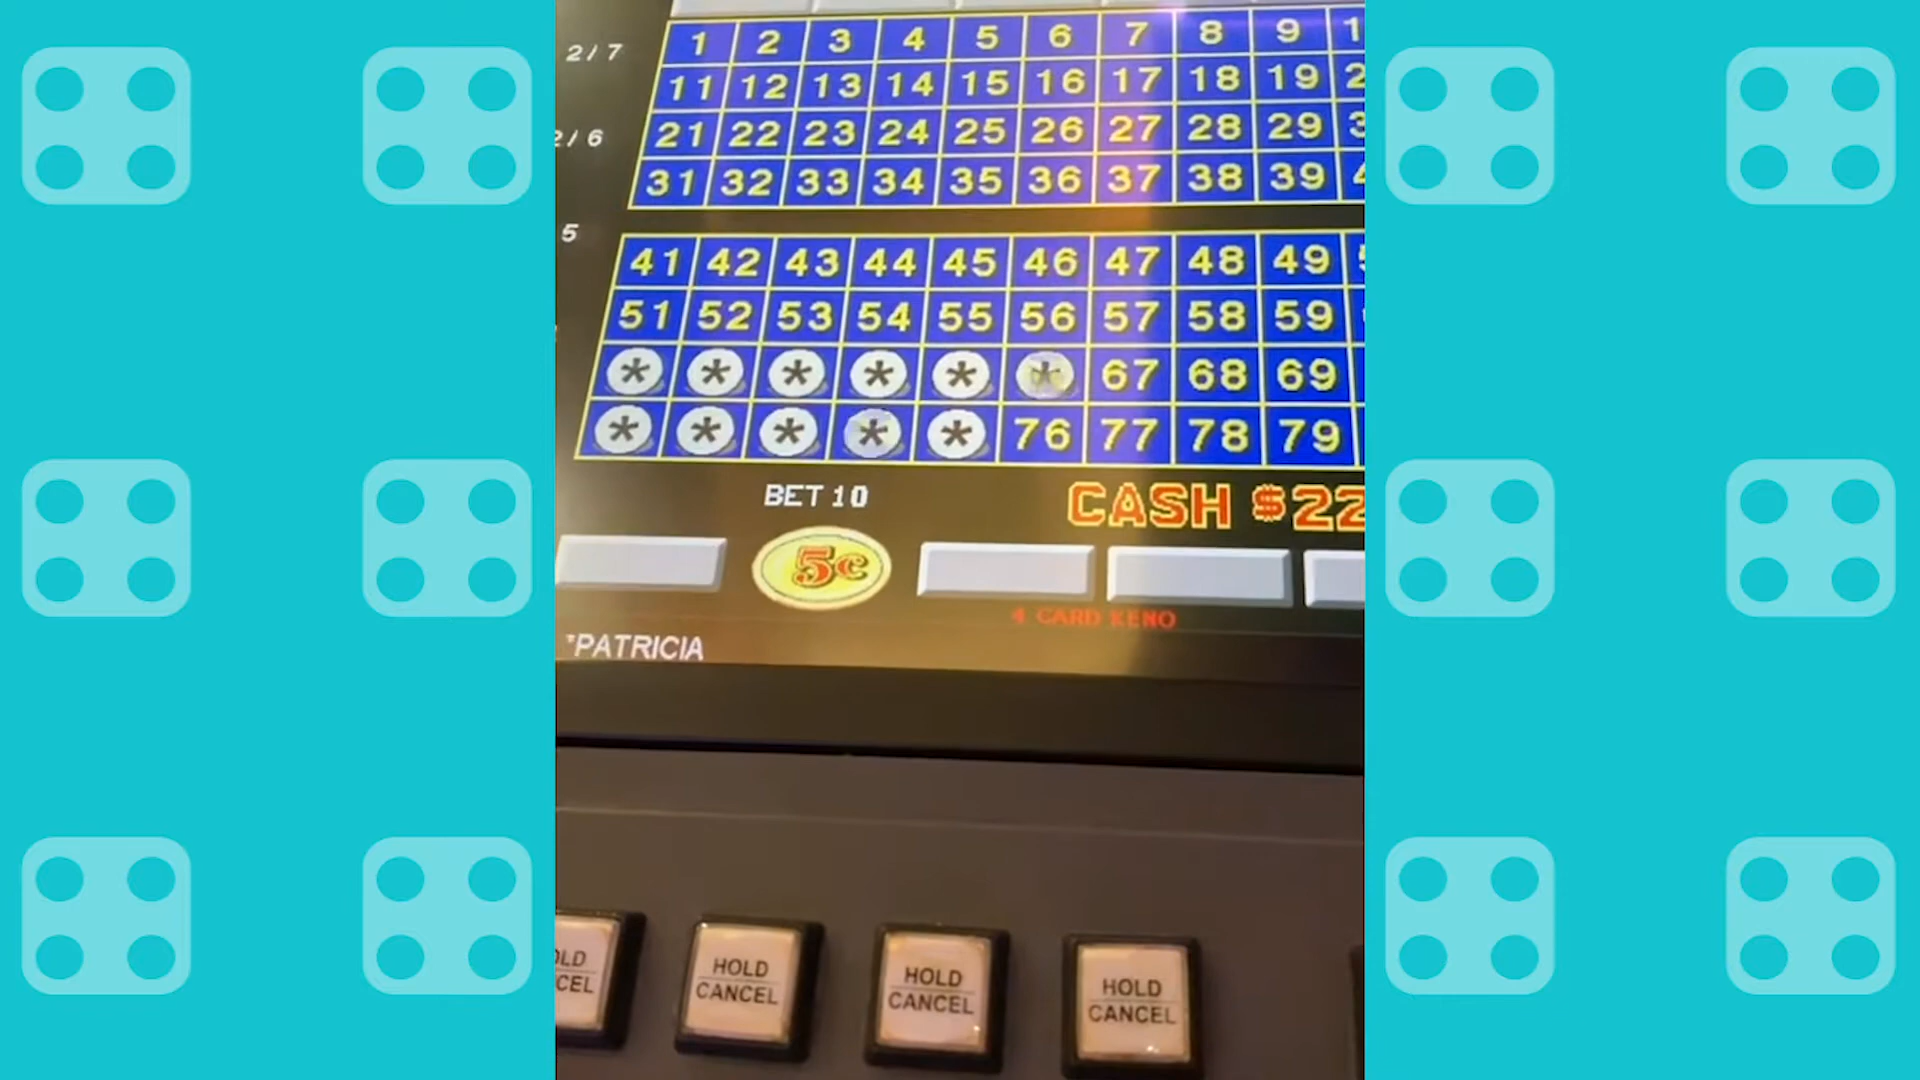 2/7
1 2 3 4 5 6 7 8 9
11 12 13 14 15 16 17 18 19
2/6
21 22 23 24 25 26 27 28 29
31 32 33 34 35 36 37 38 39
5
41 42 43 44 45 46 47 48 49
51 52 53 54 55 56 57 58 59
* * * * * * 67 68 69
* * * * * 76 77 78 79
BET 10
CASH $22
5¢
4 CARD KENO
*PATRICIA
HOLD CANCEL
HOLD CANCEL
HOLD CANCEL